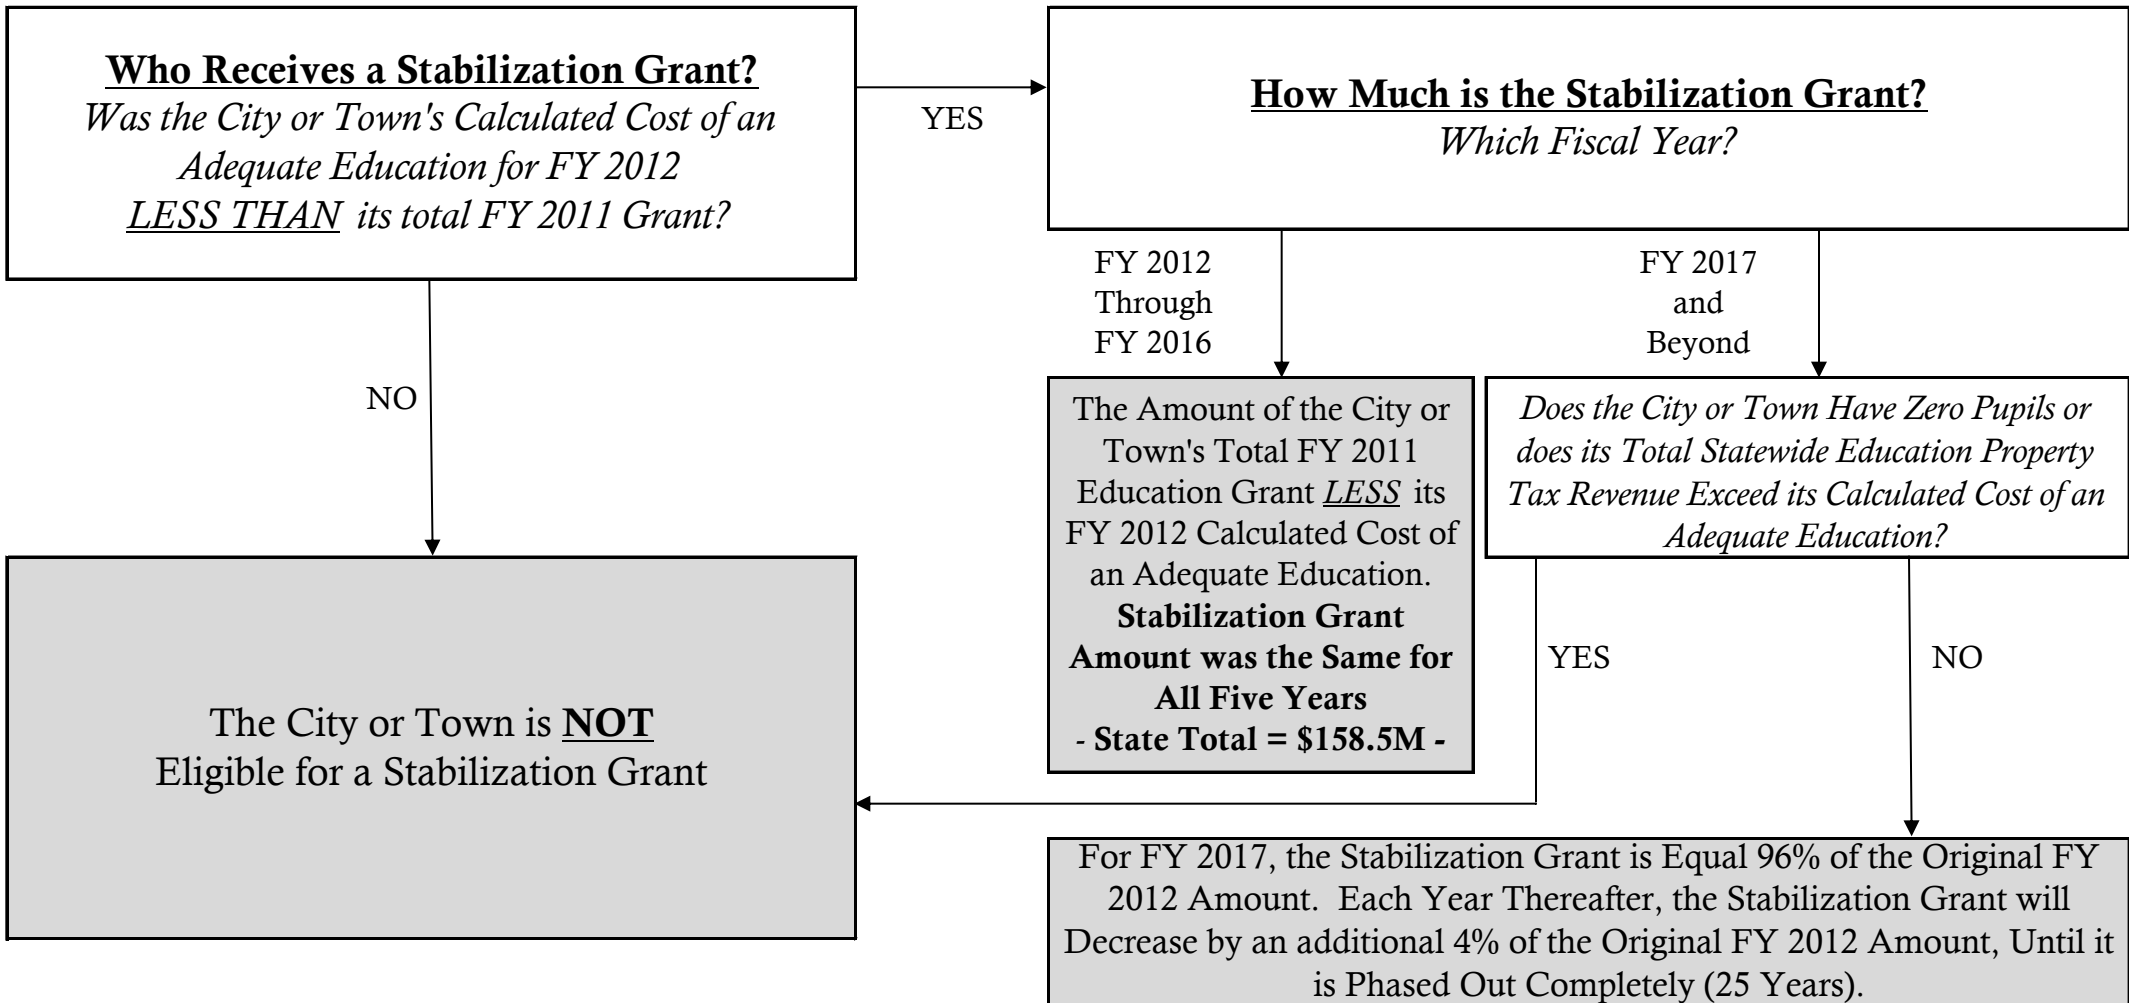 Who Receives a Stabilization Grant?
Was the City or Town's Calculated Cost of an
Adequate Education for FY 2012
LESS THAN its total FY 2011 Grant?
YES
How Much is the Stabilization Grant?
Which Fiscal Year?
NO
FY 2012
Through
FY 2016
FY 2017
and
Beyond
The Amount of the City or
Town's Total FY 2011
Education Grant LESS its
FY 2012 Calculated Cost of
an Adequate Education.
Stabilization Grant
Amount was the Same for
All Five Years
- State Total = $158.5M -
Does the City or Town Have Zero Pupils or
does its Total Statewide Education Property
Tax Revenue Exceed its Calculated Cost of an
Adequate Education?
YES
NO
The City or Town is NOT
Eligible for a Stabilization Grant
For FY 2017, the Stabilization Grant is Equal 96% of the Original FY
2012 Amount. Each Year Thereafter, the Stabilization Grant will
Decrease by an additional 4% of the Original FY 2012 Amount, Until it
is Phased Out Completely (25 Years).